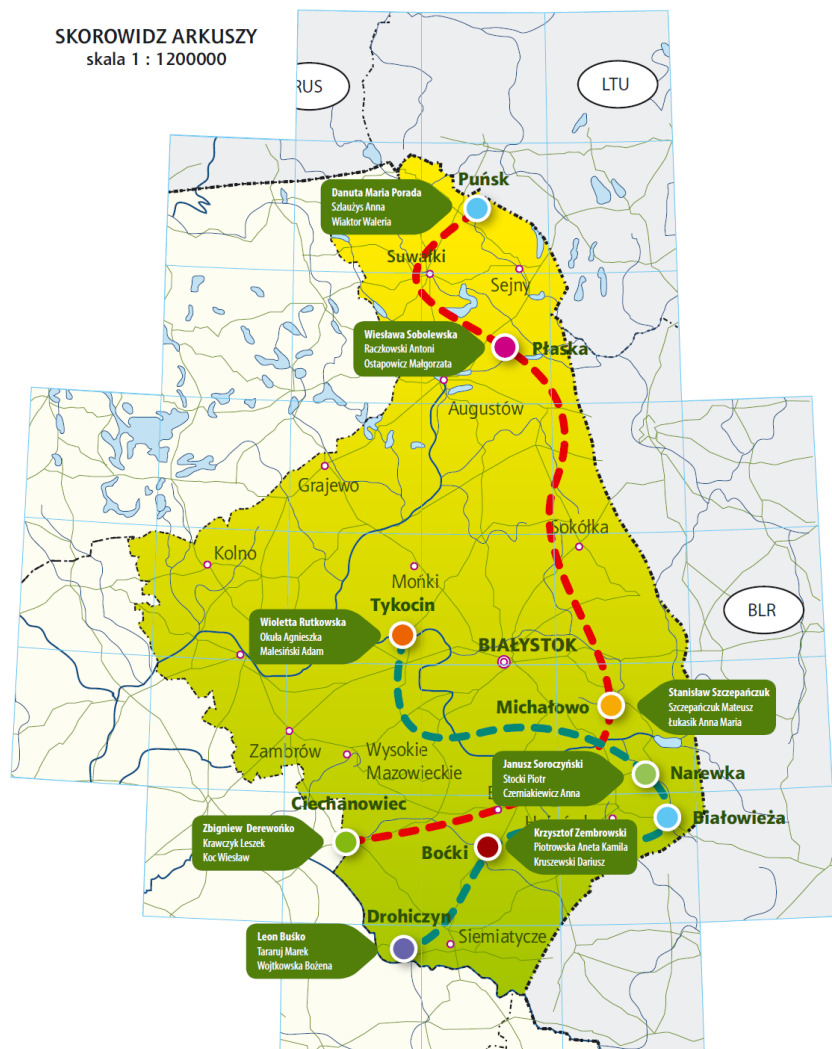 SKOROWIDZ ARKUSZY
skala 1 : 1200000
RUS
LTU
Puńsk
Danuta Maria Porada
Szlaużys Anna
Wiaktor Waleria
Suwałki
Sejny
Wiesława Sobolewska
Raczkowski Antoni
Ostapowicz Małgorzata
Płaska
Augustów
Grajewo
Sokółka
Kolno
Mońki
Tykocin
BLR
Wioletta Rutkowska
Okuła Agnieszka
Malesiński Adam
BIAŁYSTOK
Stanisław Szczepańczuk
Szczepańczuk Mateusz
Łukasik Anna Maria
Michałowo
Zambrów
Wysokie
Mazowieckie
Janusz Soroczyński
Stocki Piotr
Czerniakiewicz Anna
Narewka
Ciechanowiec
Białowieża
Zbigniew Derewońko
Krawczyk Leszek
Koc Wiesław
Krzysztof Zembrowski
Piotrowska Aneta Kamila
Kruszewski Dariusz
Boćki
Drohiczyn
Leon Buśko
Tararuj Marek
Wojtkowska Bożena
Siemiatycze